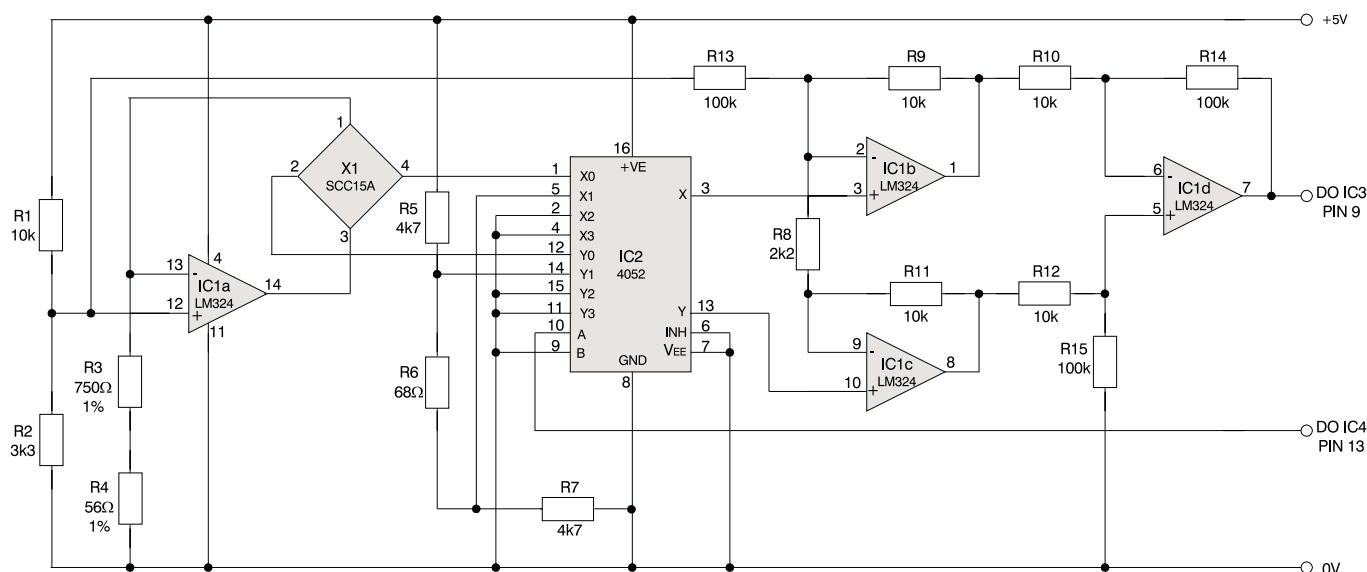 +5V
R13
100k
R9
10k
R10
10k
R14
100k
1
2
X1
SCC15A
4
3
16
+VE
1 X0
5 X1
2 X2
4 X3
12 Y0
14 Y1
15 Y2
11 Y3
10 A
9 B
X 3
IC2
4052
Y 13
INH 6
VEE 7
GND
8
2 -
3 +
IC1b
LM324
1
6 -
5 +
IC1d
LM324
7
DO IC3
PIN 9
R1
10k
R5
4k7
R8
2k2
13 -
12 +
4
IC1a
LM324
11
14
R11
10k
R12
10k
9 -
10 +
IC1c
LM324
8
R15
100k
R3
750Ω
1%
R6
68Ω
R2
3k3
R4
56Ω
1%
R7
4k7
DO IC4
PIN 13
0V